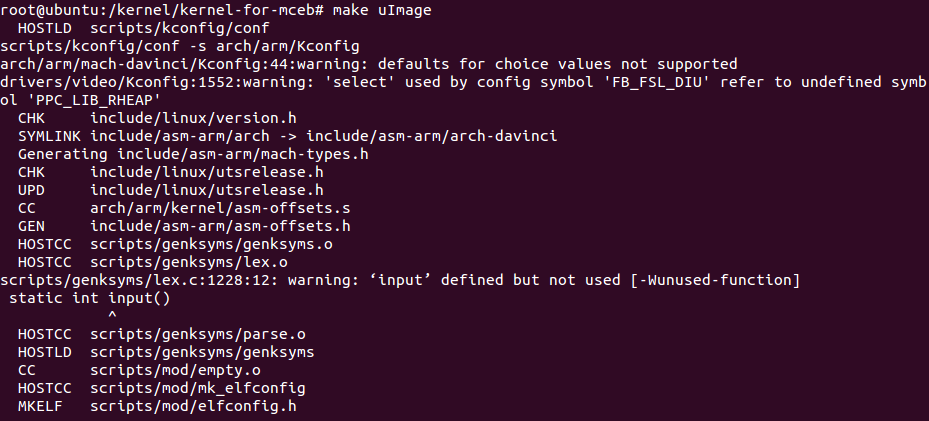 root@ubuntu:/kernel/kernel-for-mceb# make uImage
  HOSTLD  scripts/kconfig/conf
scripts/kconfig/conf -s arch/arm/Kconfig
arch/arm/mach-davinci/Kconfig:44:warning: defaults for choice values not supported
drivers/video/Kconfig:1552:warning: 'select' used by config symbol 'FB_FSL_DIU' refer to undefined symb
ol 'PPC_LIB_RHEAP'
  CHK     include/linux/version.h
  SYMLINK include/asm-arm/arch -> include/asm-arm/arch-davinci
  Generating include/asm-arm/mach-types.h
  CHK     include/linux/utsrelease.h
  UPD     include/linux/utsrelease.h
  CC      arch/arm/kernel/asm-offsets.s
  GEN     include/asm-arm/asm-offsets.h
  HOSTCC  scripts/genksyms/genksyms.o
  HOSTCC  scripts/genksyms/lex.o
scripts/genksyms/lex.c:1228:12: warning: ‘input’ defined but not used [-Wunused-function]
 static int input()
            ^
  HOSTCC  scripts/genksyms/parse.o
  HOSTLD  scripts/genksyms/genksyms
  CC      scripts/mod/empty.o
  HOSTCC  scripts/mod/mk_elfconfig
  MKELF   scripts/mod/elfconfig.h